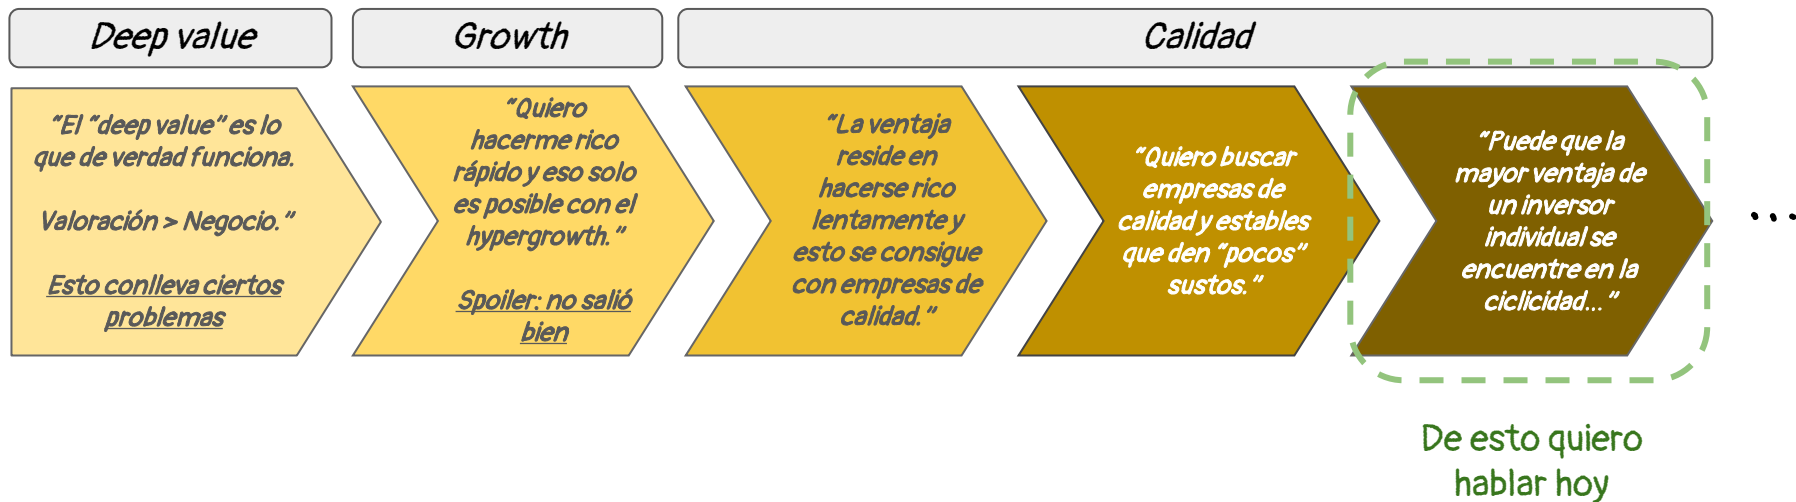 Deep value
Growth
Calidad
“El “deep value” es lo
que de verdad funciona.
Valoración > Negocio.”
Esto conlleva ciertos
problemas
“Quiero
hacerme rico
rápido y eso solo
es posible con el
hypergrowth.”
Spoiler: no salió
bien
“La ventaja
reside en
hacerse rico
lentamente y
esto se consigue
con empresas de
calidad.”
“Quiero buscar
empresas de
calidad y estables
que den “pocos”
sustos.”
“Puede que la
mayor ventaja de
un inversor
individual se
encuentre en la
ciclicidad...”
...
De esto quiero
hablar hoy